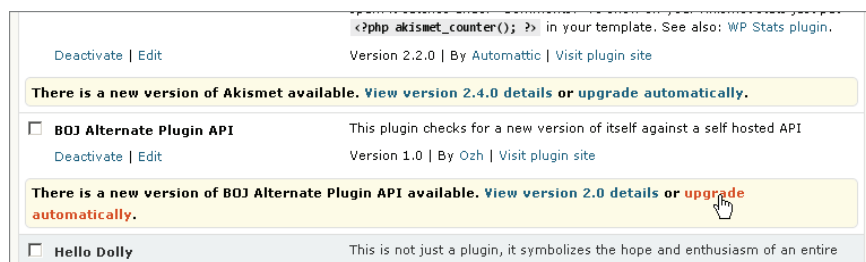 <?php akismet_counter(); ?> in your template. See also: WP Stats plugin.
Deactivate | Edit Version 2.2.0 | By Automattic | Visit plugin site
There is a new version of Akismet available. View version 2.4.0 details or upgrade automatically.
BOJ Alternate Plugin API This plugin checks for a new version of itself against a self hosted API
Deactivate | Edit Version 1.0 | By Ozh | Visit plugin site
There is a new version of BOJ Alternate Plugin API available. View version 2.0 details or upgrade
automatically.
Hello Dolly This is not just a plugin, it symbolizes the hope and enthusiasm of an entire